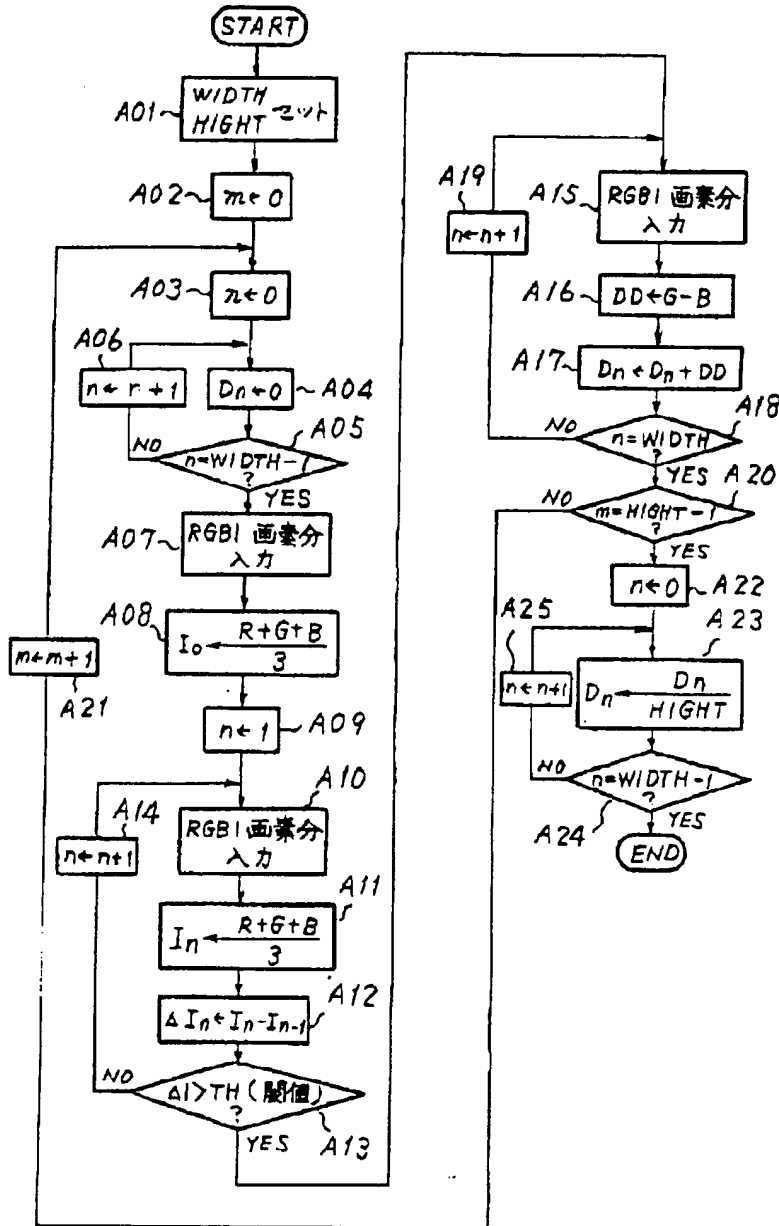 START
A01
WIDTH
HIGHT セット
A02
m←0
A03
n←0
A06
n← r +1
Dn←0
A04
A05
NO
n=WIDTH-1
?
YES
A07
RGB1 画素分
入力
A08
I₀ ← R+G+B
3
m←m+1
A21
n←1
A09
A14
A10
n←n+1
RGB1 画素分
入力
A11
In ← R+G+B
3
A12
Δ In ← In - In-1
NO
ΔI>TH (閾値)
?
A13
YES
A19
n←n+1
A15
RGB1 画素分
入力
A16
DD←G-B
A17
Dn←Dn+DD
A18
NO
n=WIDTH
?
YES
A20
NO
m=HIGHT-1
?
YES
n←0
A22
A25
A23
n←n+1
Dn ← Dn
HIGHT
NO
n=WIDTH-1
?
A24
YES
END